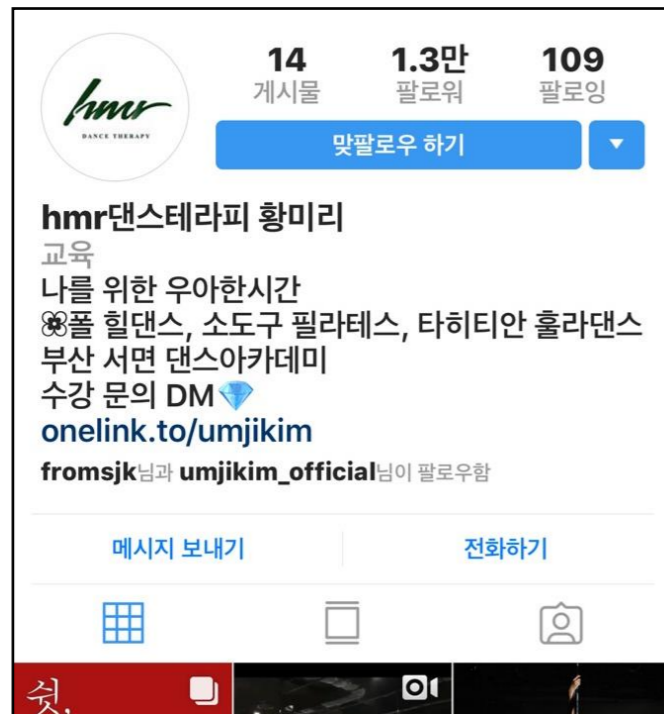 14 1.3만 109
게시물 팔로워 팔로잉
hmr
DANCE THERAPY
맞팔로우 하기
hmr댄스테라피 황미리
교육
나를 위한 우아한시간
폴 힐댄스, 소도구 필라테스, 타히티안 훌라댄스
부산 서면 댄스아카데미
수강 문의 DM💎
onelink.to/umjikim
fromsjk님과 umjikim_official님이 팔로우함
메시지 보내기 전화하기
쉿,